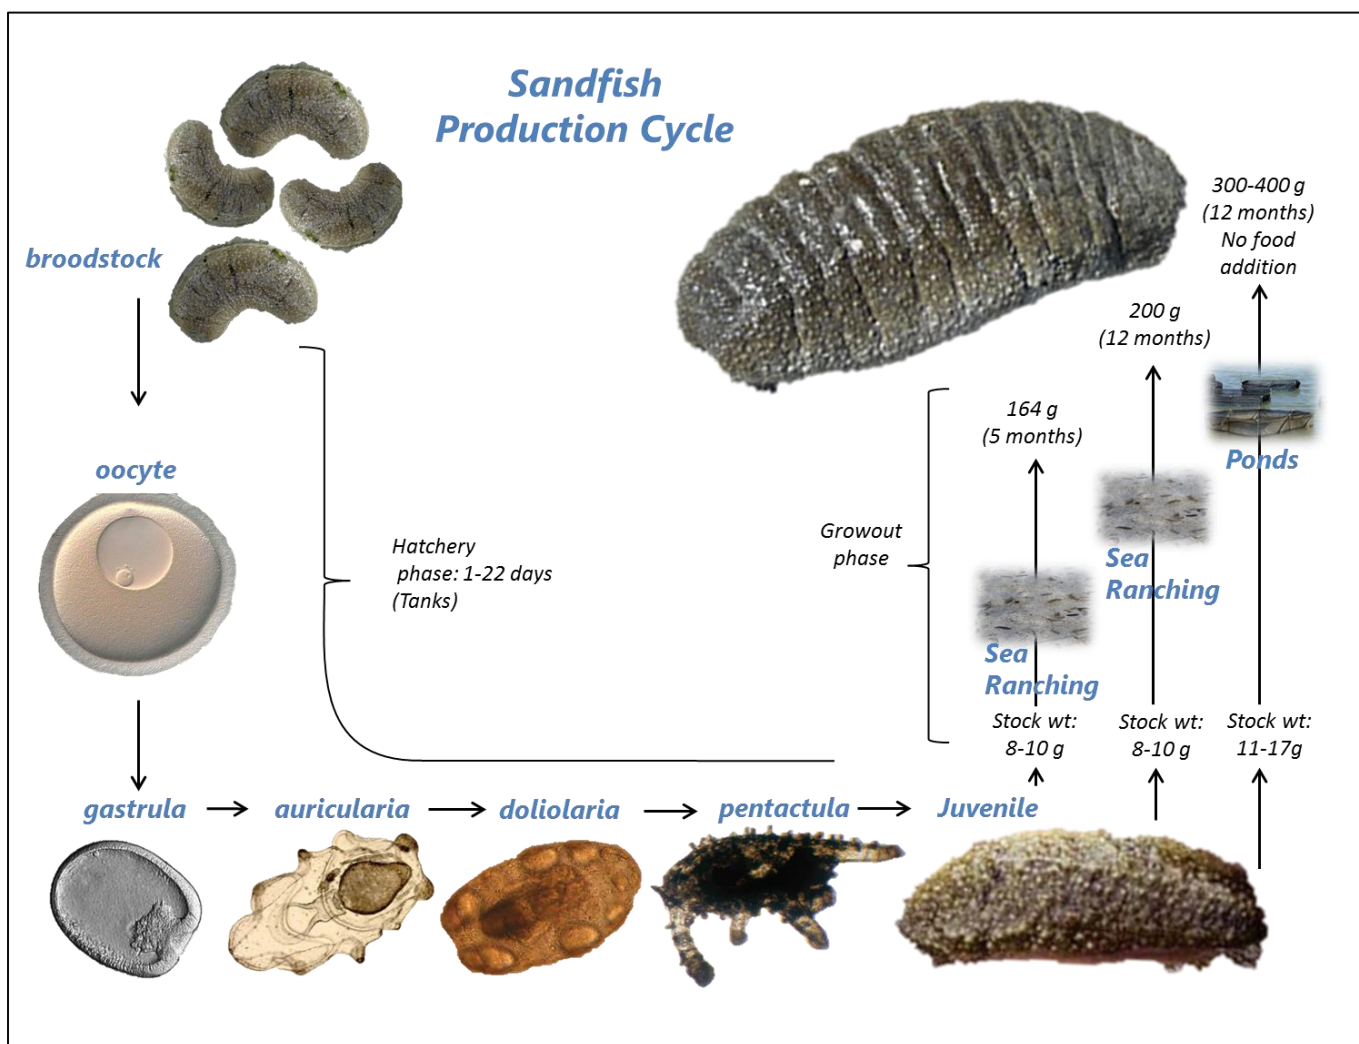 Sandfish
Production Cycle
broodstock
oocyte
Hatchery
phase: 1-22 days
(Tanks)
gastrula
auricularia
doliolaria
pentactula
Juvenile
Growout
phase
Stock wt:
8-10 g
Sea
Ranching
164 g
(5 months)
Stock wt:
8-10 g
Sea
Ranching
200 g
(12 months)
Stock wt:
11-17g
Ponds
300-400 g
(12 months)
No food
addition